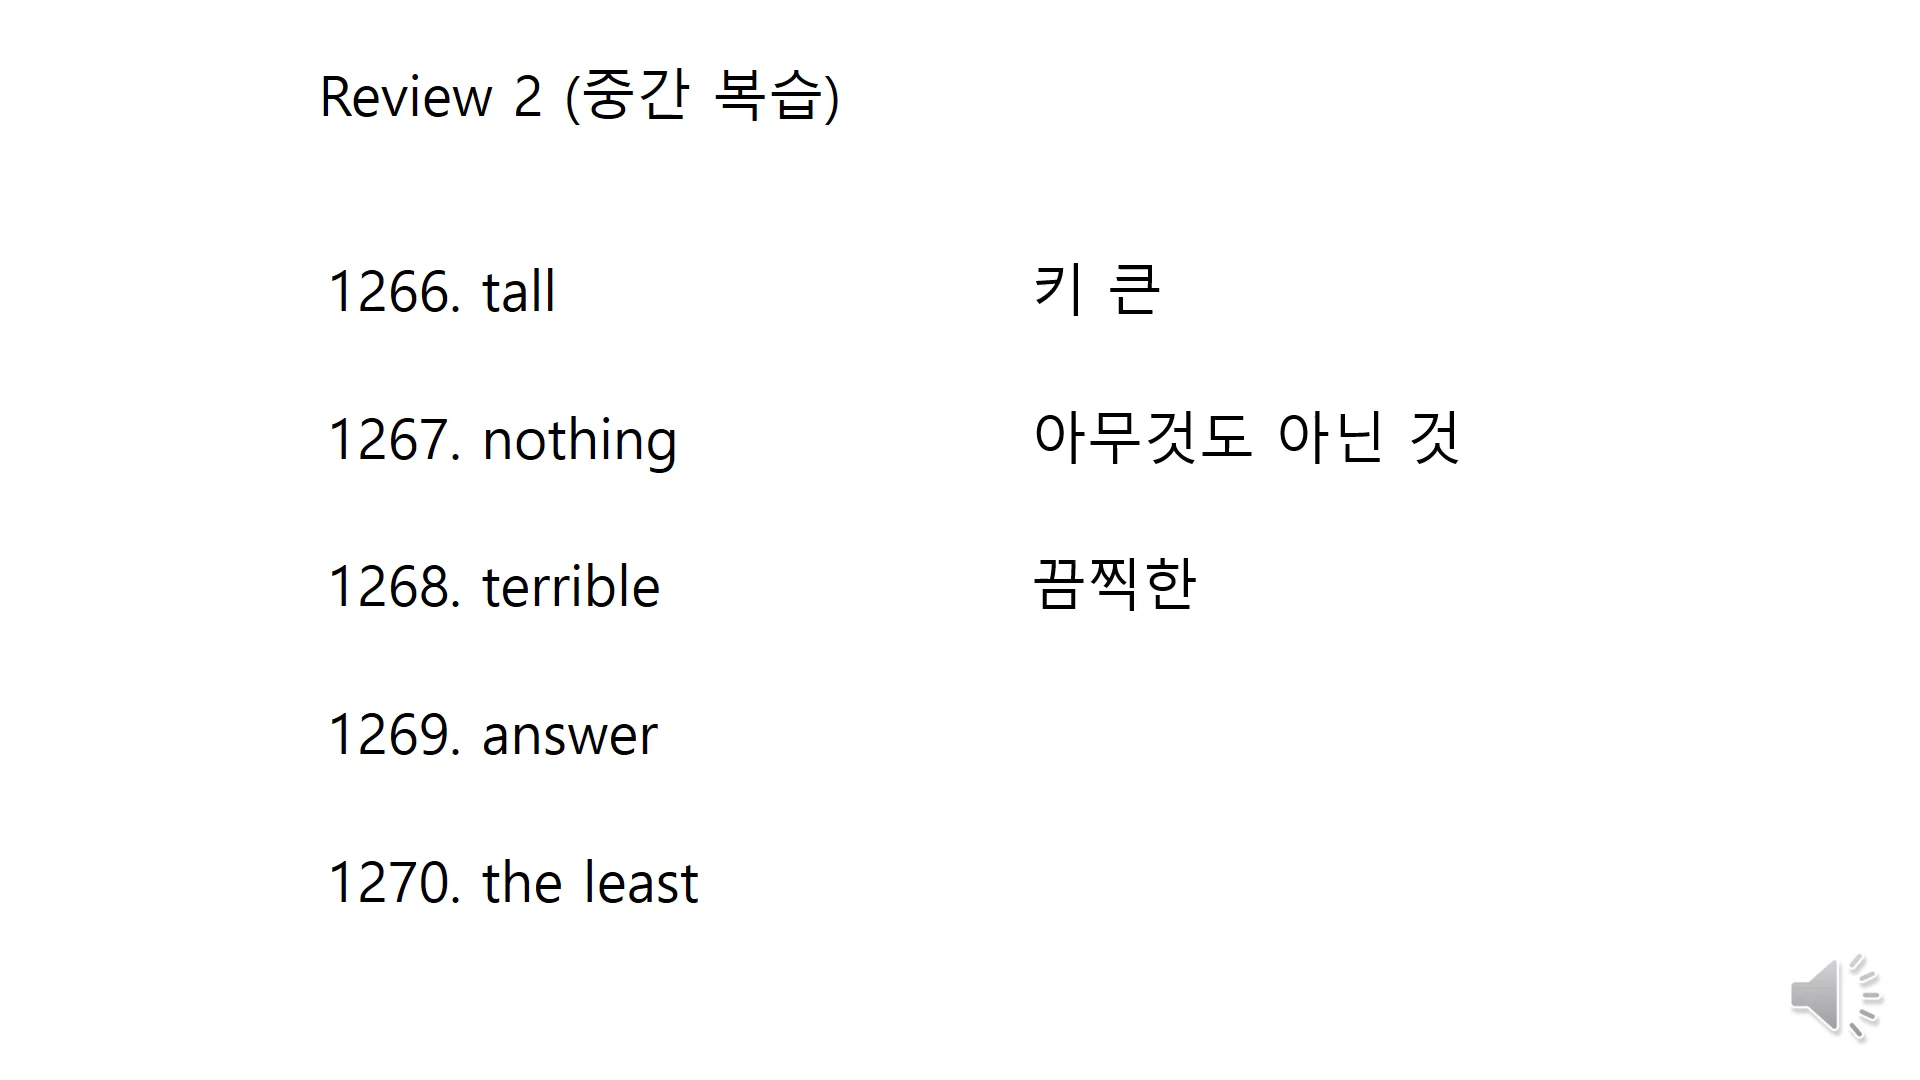 Review 2 (중간 복습)
1266. tall 키 큰
1267. nothing 아무것도 아닌 것
1268. terrible 끔찍한
1269. answer
1270. the least